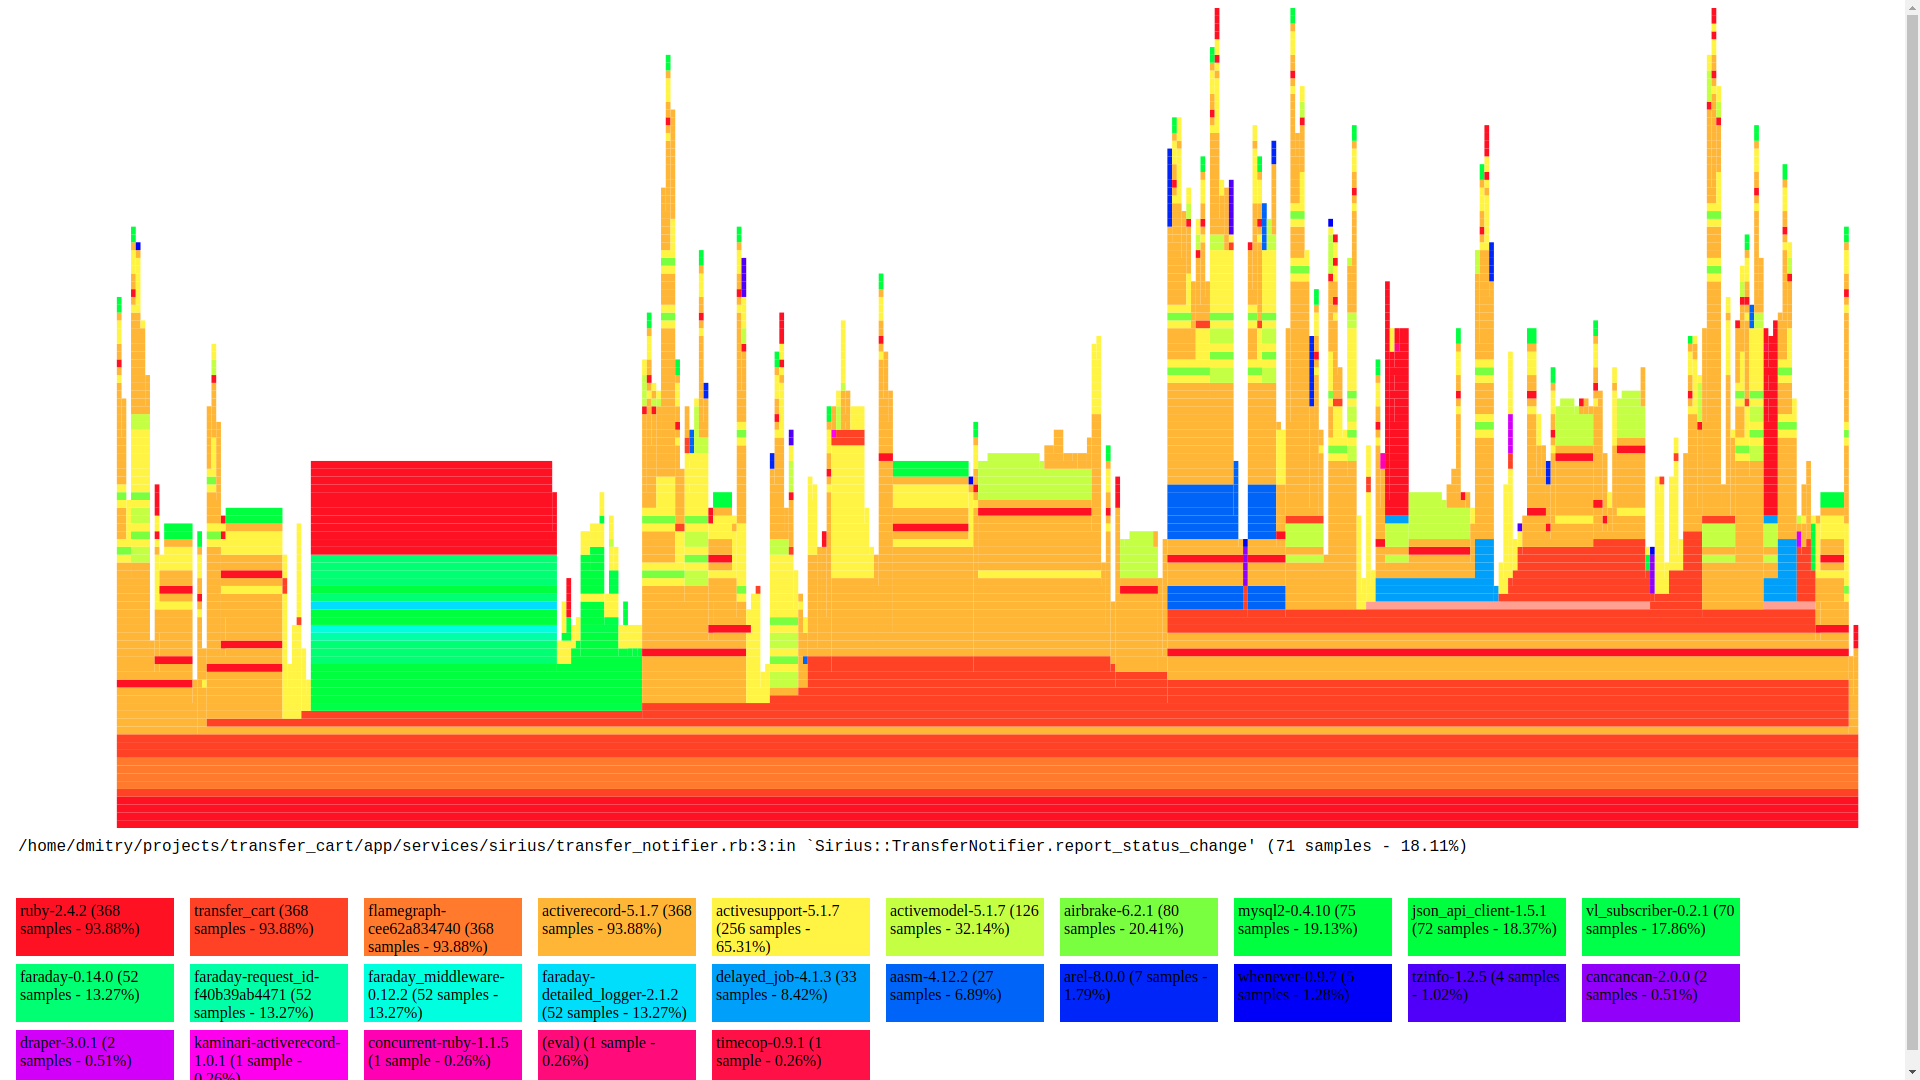 /home/dmitry/projects/transfer_cart/app/services/sirius/transfer_notifier.rb:3:in `Sirius::TransferNotifier.report_status_change' (71 samples - 18.11%)
ruby-2.4.2 (368
samples - 93.88%)
transfer_cart (368
samples - 93.88%)
flamegraph-
cee62a834740 (368
samples - 93.88%)
activerecord-5.1.7 (368
samples - 93.88%)
activesupport-5.1.7
(256 samples -
65.31%)
activemodel-5.1.7 (126
samples - 32.14%)
airbrake-6.2.1 (80
samples - 20.41%)
mysql2-0.4.10 (75
samples - 19.13%)
json_api_client-1.5.1
(72 samples - 18.37%)
vl_subscriber-0.2.1 (70
samples - 17.86%)
faraday-0.14.0 (52
samples - 13.27%)
faraday-request_id-
f40b39ab4471 (52
samples - 13.27%)
faraday_middleware-
0.12.2 (52 samples -
13.27%)
faraday-
detailed_logger-2.1.2
(52 samples - 13.27%)
delayed_job-4.1.3 (33
samples - 8.42%)
aasm-4.12.2 (27
samples - 6.89%)
arel-8.0.0 (7 samples -
1.79%)
whenever-0.9.7 (5
samples - 1.28%)
tzinfo-1.2.5 (4 samples
- 1.02%)
cancancan-2.0.0 (2
samples - 0.51%)
draper-3.0.1 (2
samples - 0.51%)
kaminari-activerecord-
1.0.1 (1 sample -
0.26%)
concurrent-ruby-1.1.5
(1 sample - 0.26%)
(eval) (1 sample -
0.26%)
timecop-0.9.1 (1
sample - 0.26%)